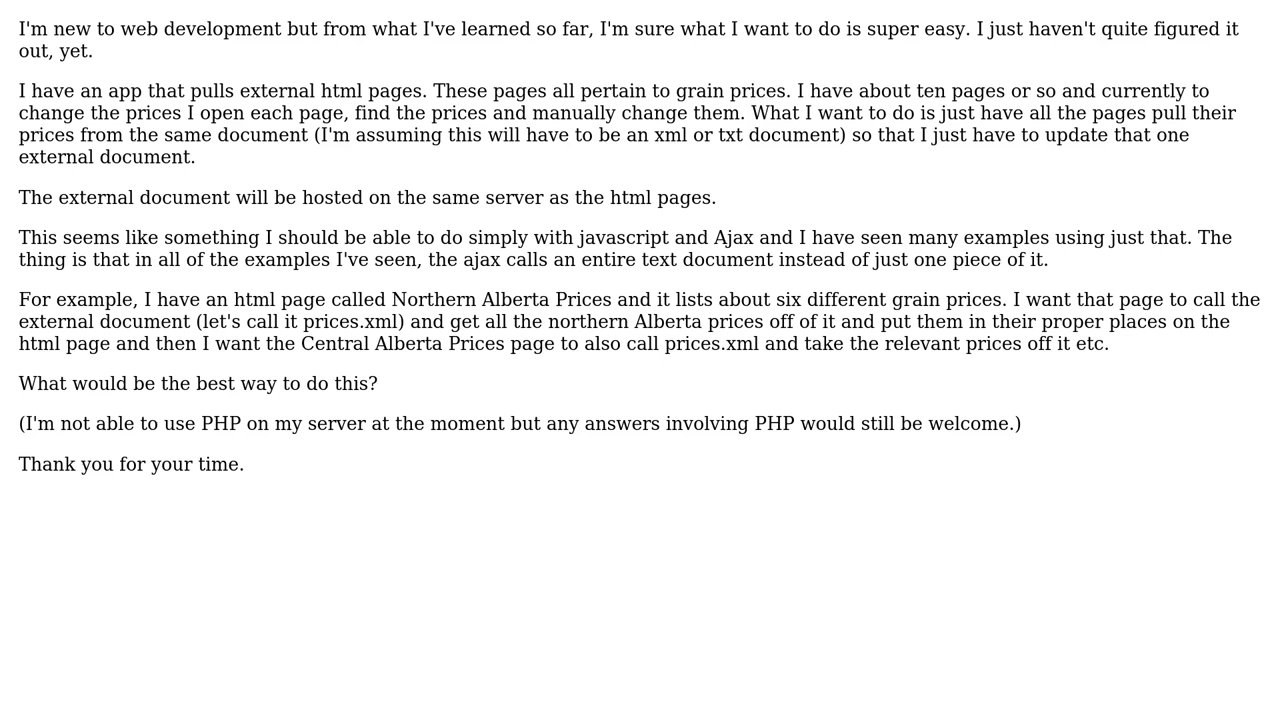 I'm new to web development but from what I've learned so far, I'm sure what I want to do is super easy. I just haven't quite figured it
out, yet.
I have an app that pulls external html pages. These pages all pertain to grain prices. I have about ten pages or so and currently to
change the prices I open each page, find the prices and manually change them. What I want to do is just have all the pages pull their
prices from the same document (I'm assuming this will have to be an xml or txt document) so that I just have to update that one
external document.
The external document will be hosted on the same server as the html pages.
This seems like something I should be able to do simply with javascript and Ajax and I have seen many examples using just that. The
thing is that in all of the examples I've seen, the ajax calls an entire text document instead of just one piece of it.
For example, I have an html page called Northern Alberta Prices and it lists about six different grain prices. I want that page to call the
external document (let's call it prices.xml) and get all the northern Alberta prices off of it and put them in their proper places on the
html page and then I want the Central Alberta Prices page to also call prices.xml and take the relevant prices off it etc.
What would be the best way to do this?
(I'm not able to use PHP on my server at the moment but any answers involving PHP would still be welcome.)
Thank you for your time.